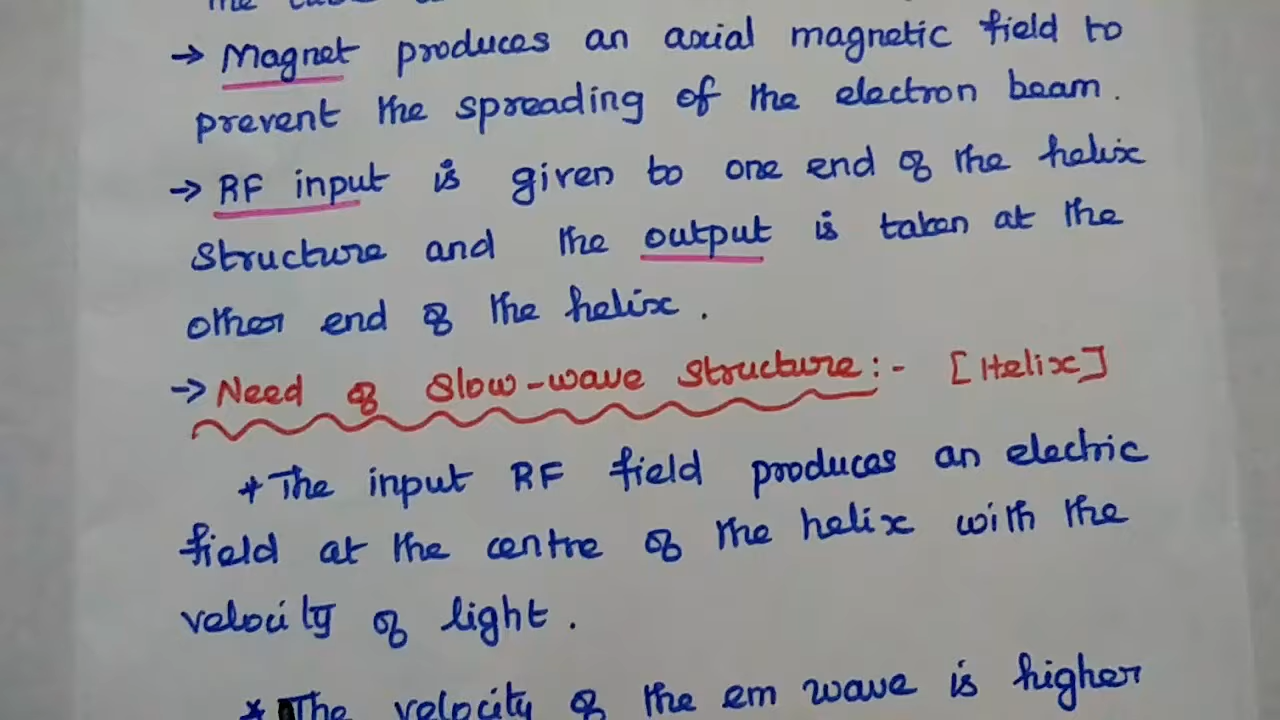 the
→ Magnet produces an axial magnetic field to
prevent the spreading of the electron beam.
→ RF input is given to one end of the helix
structure and the output is taken at the
other end of the helix.
→ Need of Slow-wave Structure:- [Helix]
* The input RF field produces an electric
field at the centre of the helix with the
velocity of light.
* The velocity of the em wave is higher